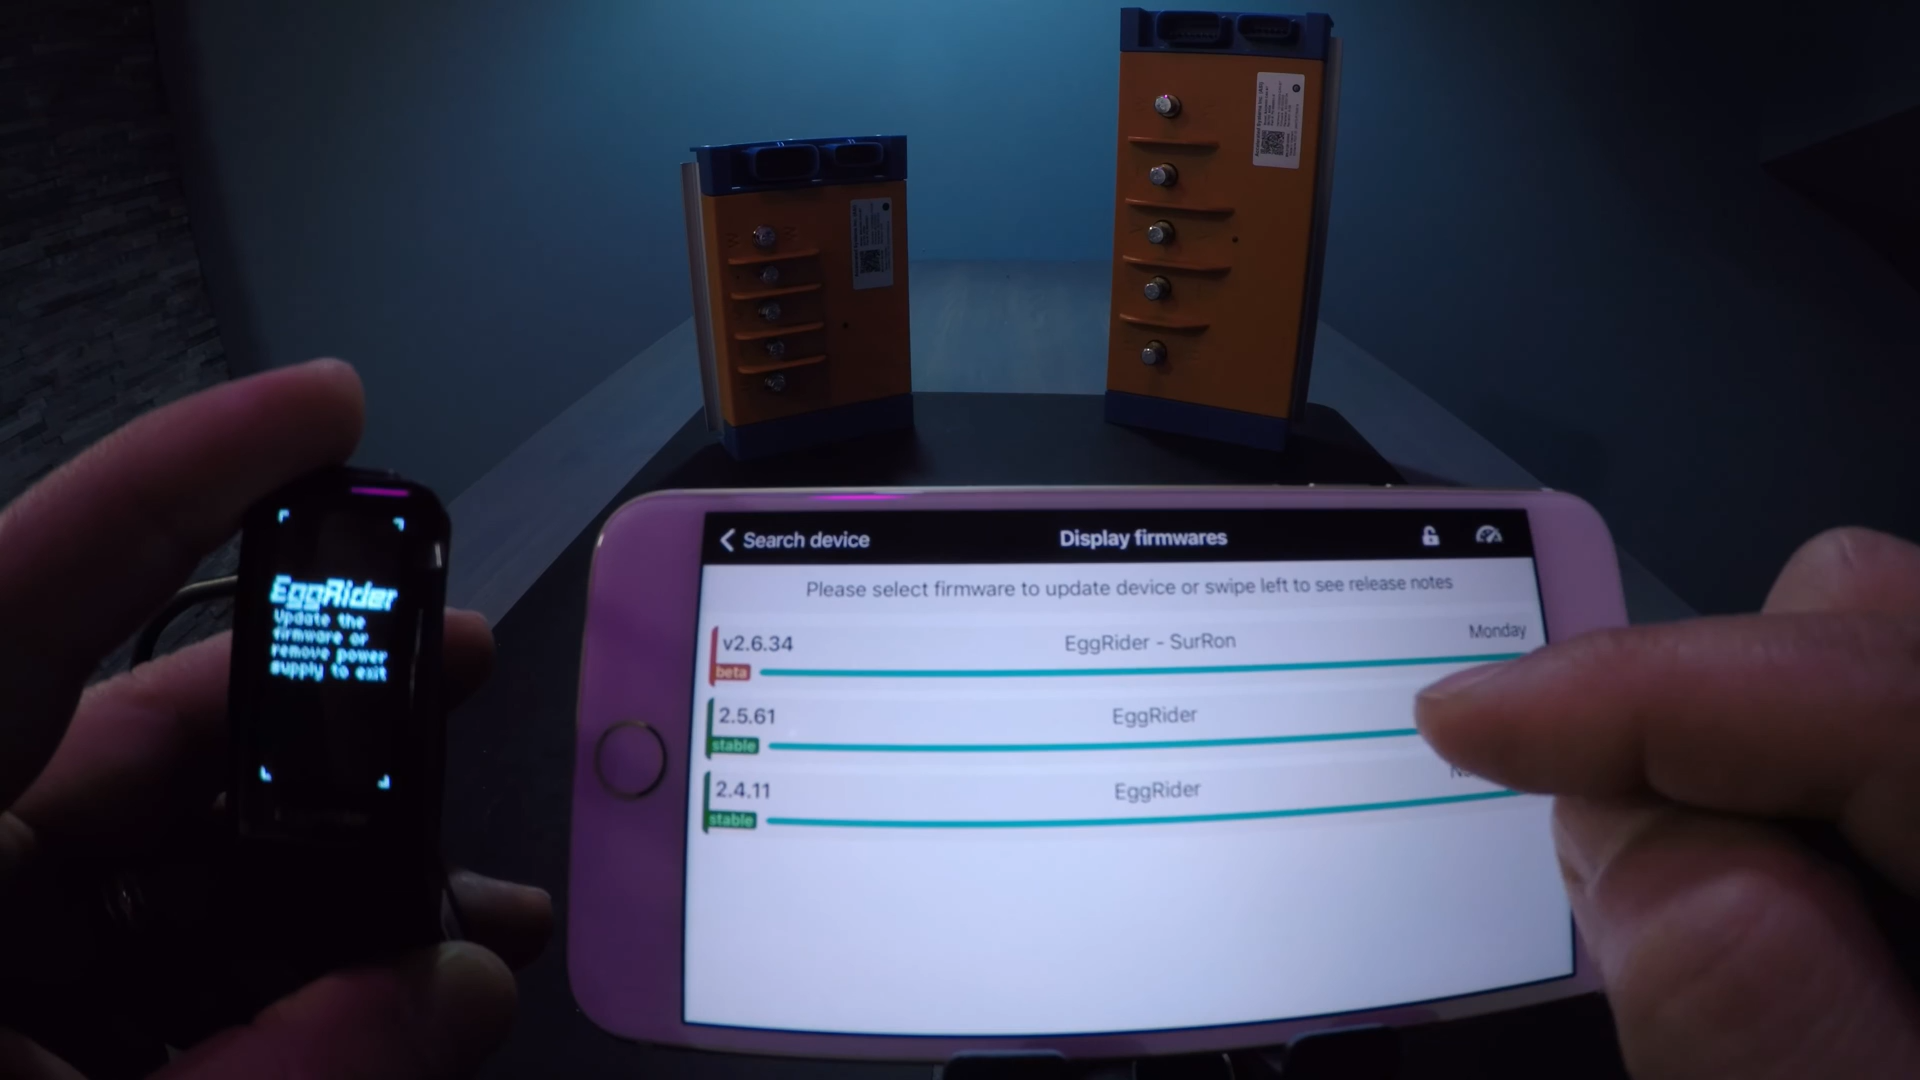 EggRider
Update the
firmware or
remove power
supply to exit
Search device
Display firmwares
Please select firmware to update device or swipe left to see release notes
v2.6.34
EggRider - SurRon
Monday
beta
2.5.61
EggRider
stable
2.4.11
EggRider
stable